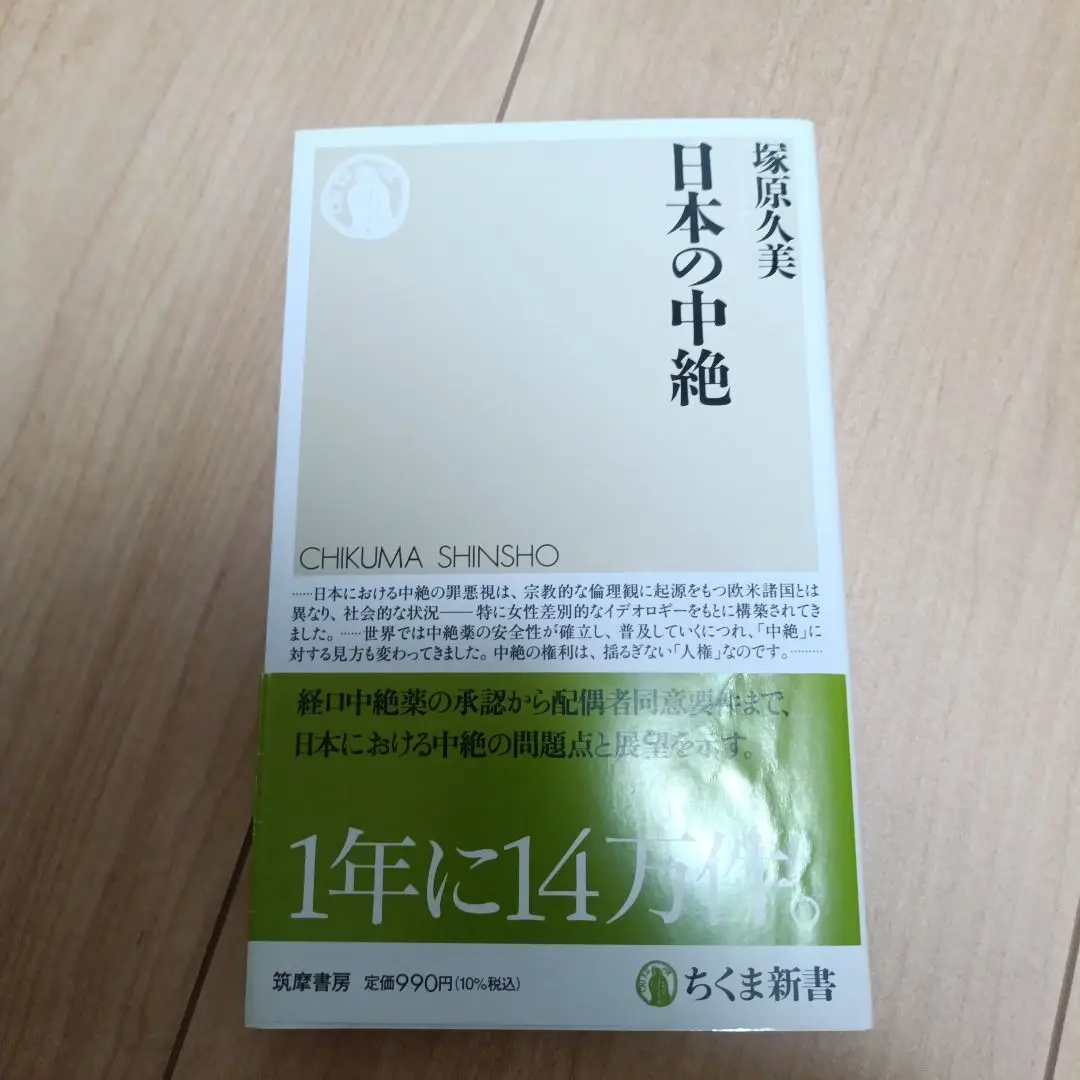 塚原久美
日本の中絶
CHIKUMA SHINSHO
……日本における中絶の罪悪視は、宗教的な倫理観に起源をもつ欧米諸国とは
異なり、社会的な状況──特に女性差別的なイデオロギーをもとに構築されてき
ました。……世界では中絶薬の安全性が確立し、普及していくにつれ、「中絶」に
対する見方も変わってきました。中絶の権利は、揺るぎない「人権」なのです。………
経口中絶薬の承認から配偶者同意要件まで、
日本における中絶の問題点と展望を示す。
1年に14万件。
筑摩書房 定価990円(10%税込)
ちくま新書